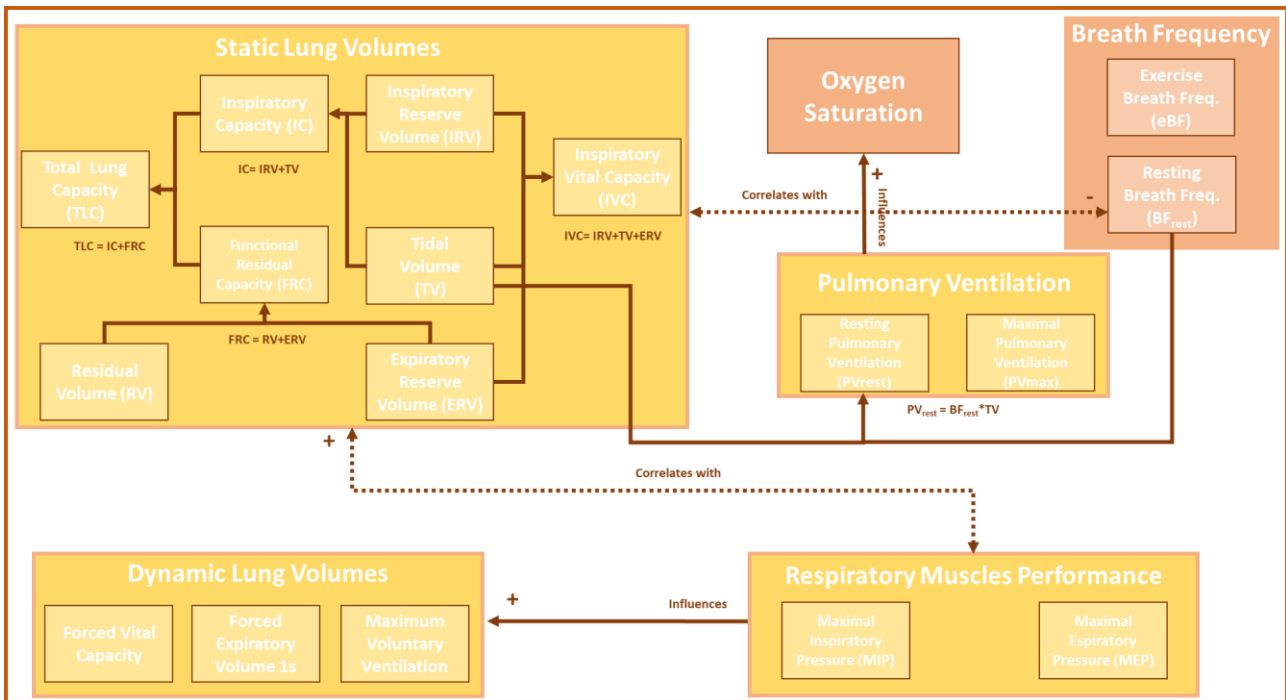 Static Lung Volumes
Inspiratory
Capacity (IC)
IC= IRV+TV
Inspiratory
Reserve
Volume (IRV)
Total Lung
Capacity
(TLC)
TLC = IC+FRC
Inspiratory
Vital Capacity
(IVC)
IVC= IRV+TV+ERV
Functional
Residual
Capacity (FRC)
Tidal
Volume
(TV)
FRC = RV+ERV
Residual
Volume (RV)
Expiratory
Reserve
Volume (ERV)
Oxygen
Saturation
+
Influences
Breath Frequency
Exercise
Breath Freq.
(eBF)
Resting
Breath Freq.
(BFrest)
Correlates with
-
Pulmonary Ventilation
Resting
Pulmonary
Ventilation
(PVrest)
Maximal
Pulmonary
Ventilation
(PVmax)
PVrest = BFrest*TV
+
Correlates with
Dynamic Lung Volumes
Forced Vital
Capacity
Forced
Expiratory
Volume 1s
Maximum
Voluntary
Ventilation
+
Influences
Respiratory Muscles Performance
Maximal
Inspiratory
Pressure (MIP)
Maximal
Espiratory
Pressure (MEP)